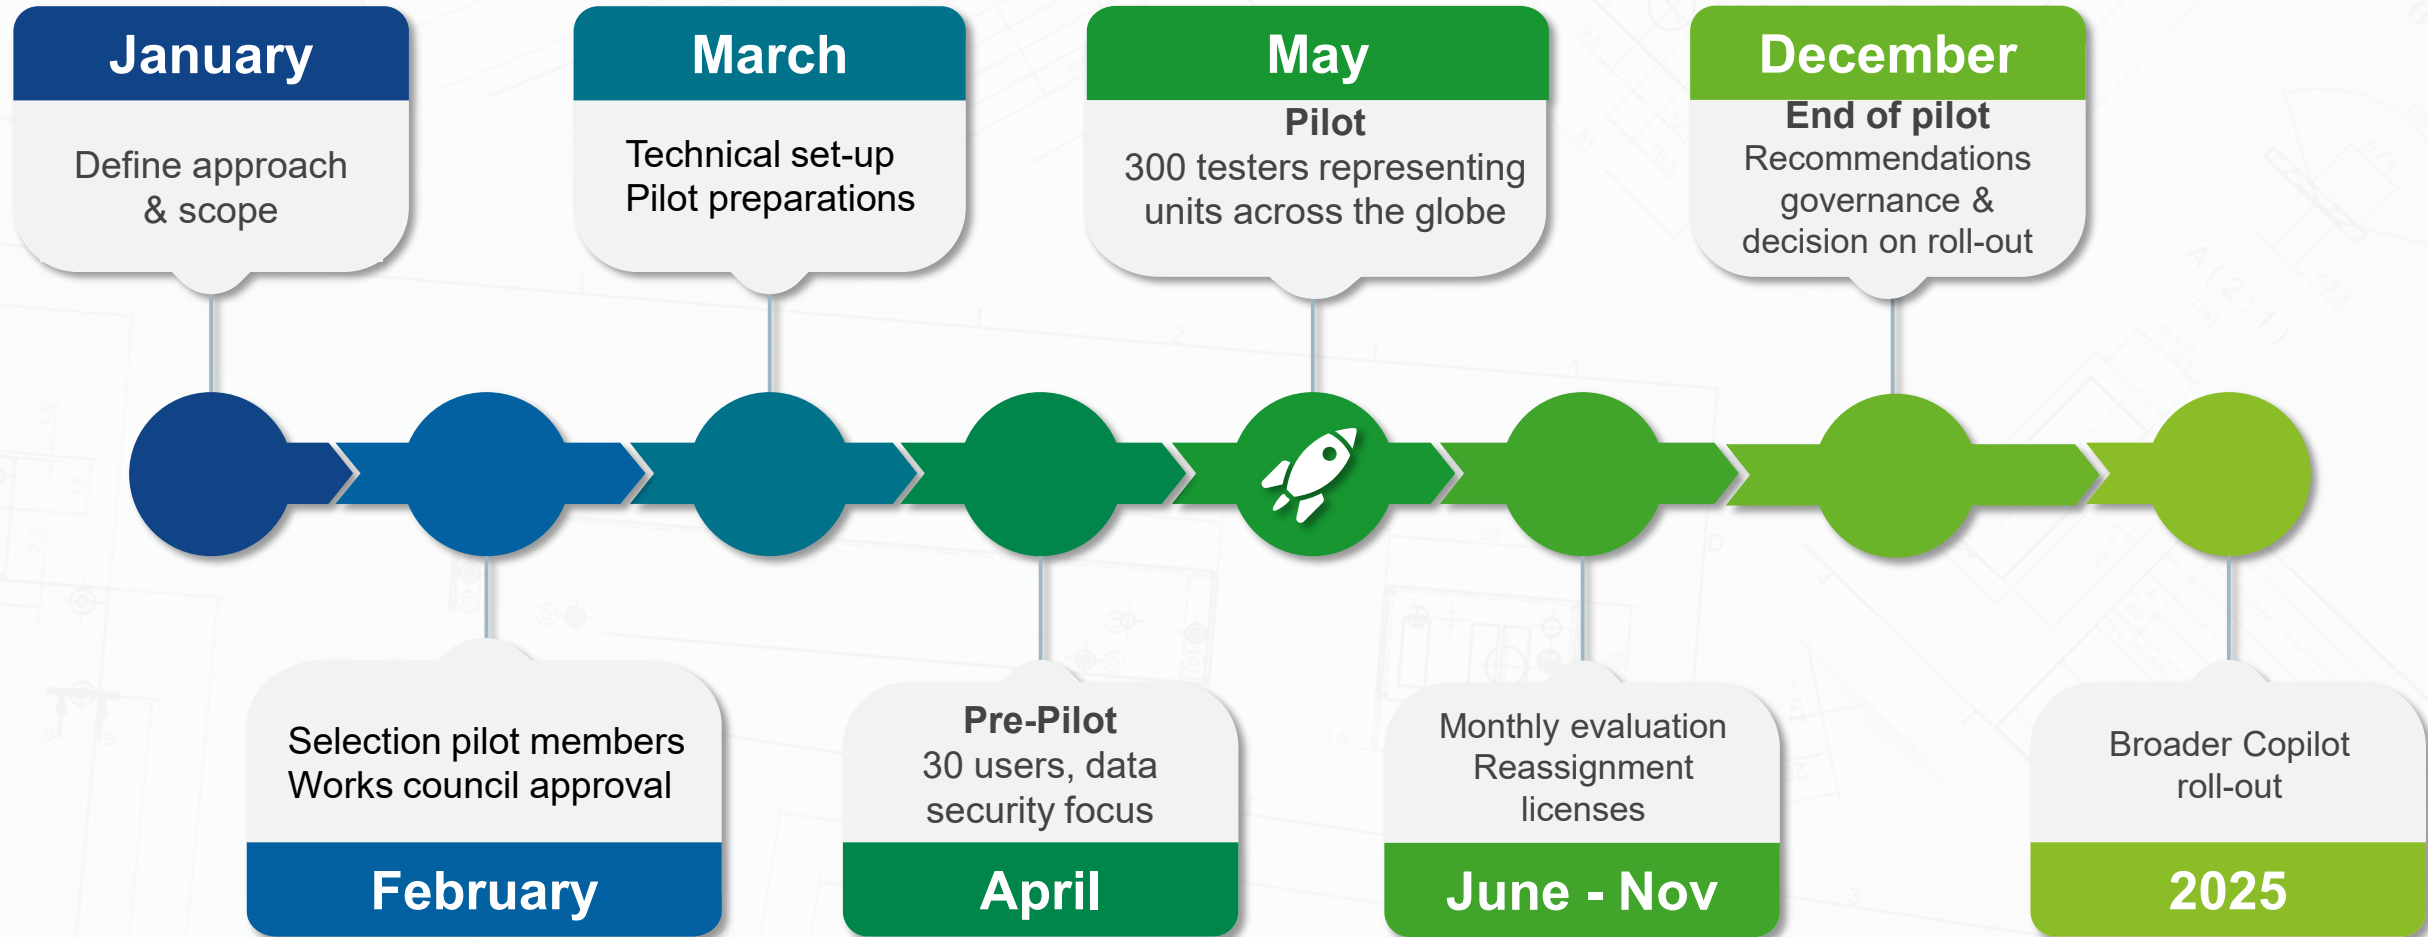 January
Define approach
& scope
March
Technical set-up
Pilot preparations
May
Pilot
300 testers representing
units across the globe
December
End of pilot
Recommendations
governance &
decision on roll-out
Selection pilot members
Works council approval
February
Pre-Pilot
30 users, data
security focus
April
Monthly evaluation
Reassignment
licenses
June - Nov
Broader Copilot
roll-out
2025